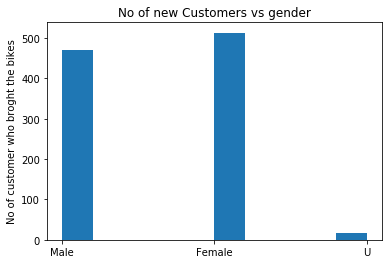 No of new Customers vs gender
No of customer who broght the bikes
500
400
300
200
100
0
Male Female U